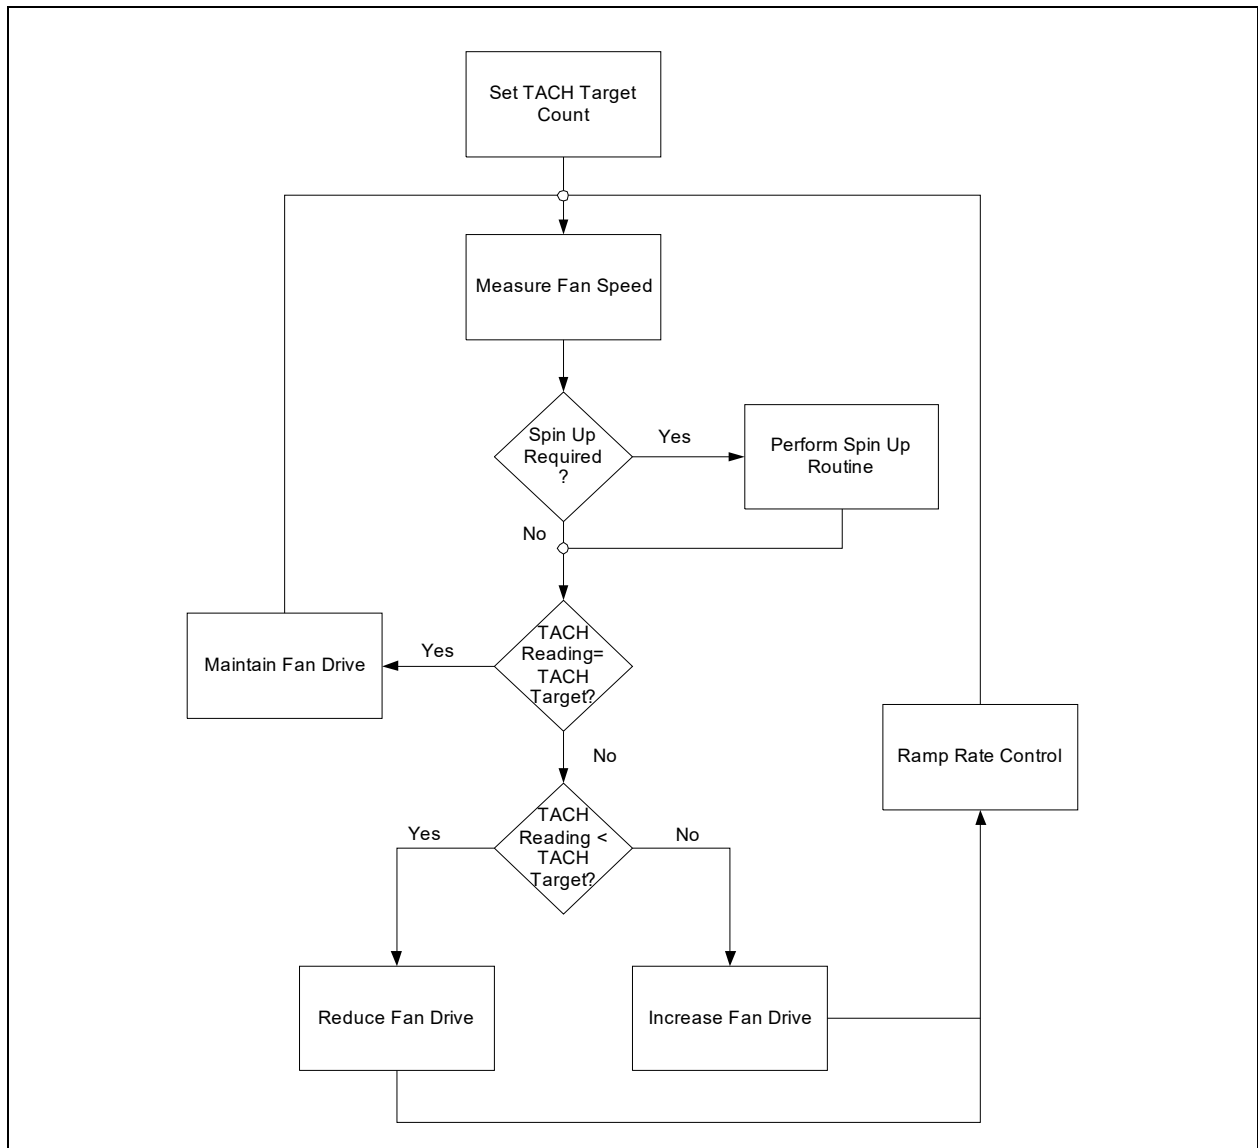 Set TACH Target
Count
Measure Fan Speed
Spin Up
Required
?
Yes
Perform Spin Up
Routine
No
TACH
Reading=
TACH
Target?
Yes
Maintain Fan Drive
No
Ramp Rate Control
TACH
Reading <
TACH
Target?
Yes
No
Reduce Fan Drive
Increase Fan Drive